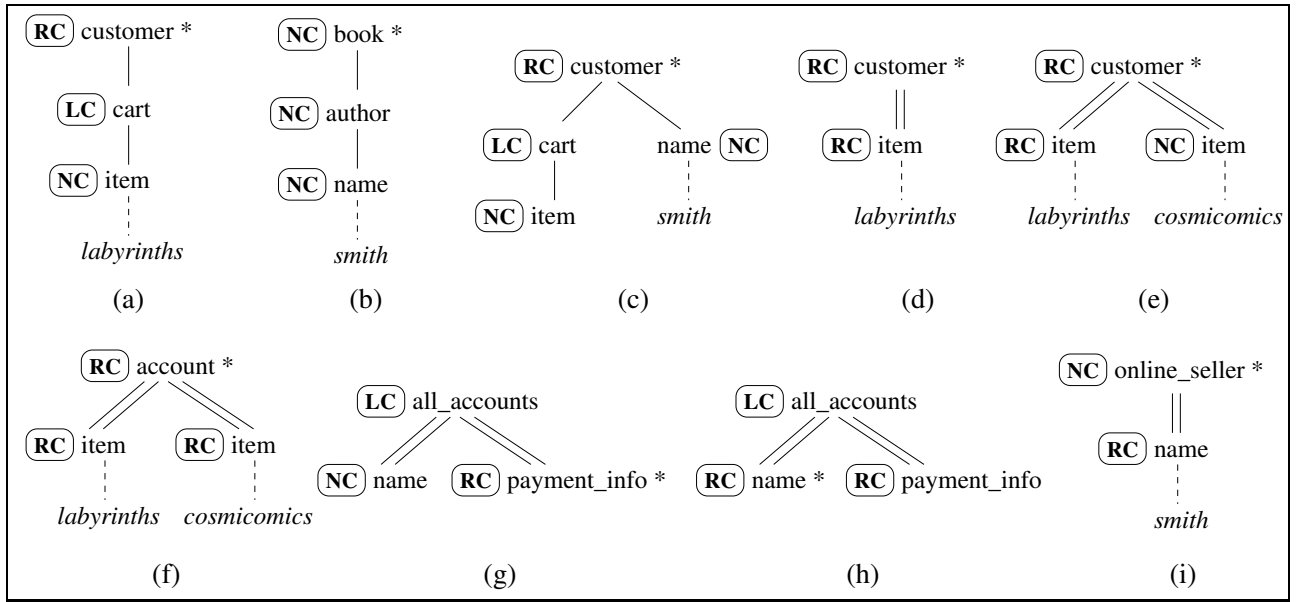 RC customer *
LC cart
NC item
labyrinths
(a)
NC book *
NC author
NC name
smith
(b)
RC customer *
LC cart
name NC
NC item
smith
(c)
RC customer *
RC item
labyrinths
(d)
RC customer *
RC item
NC item
labyrinths
cosmicomics
(e)
RC account *
RC item
RC item
labyrinths
cosmicomics
(f)
LC all_accounts
NC name
RC payment_info *
(g)
LC all_accounts
RC name *
RC payment_info
(h)
NC online_seller *
RC name
smith
(i)